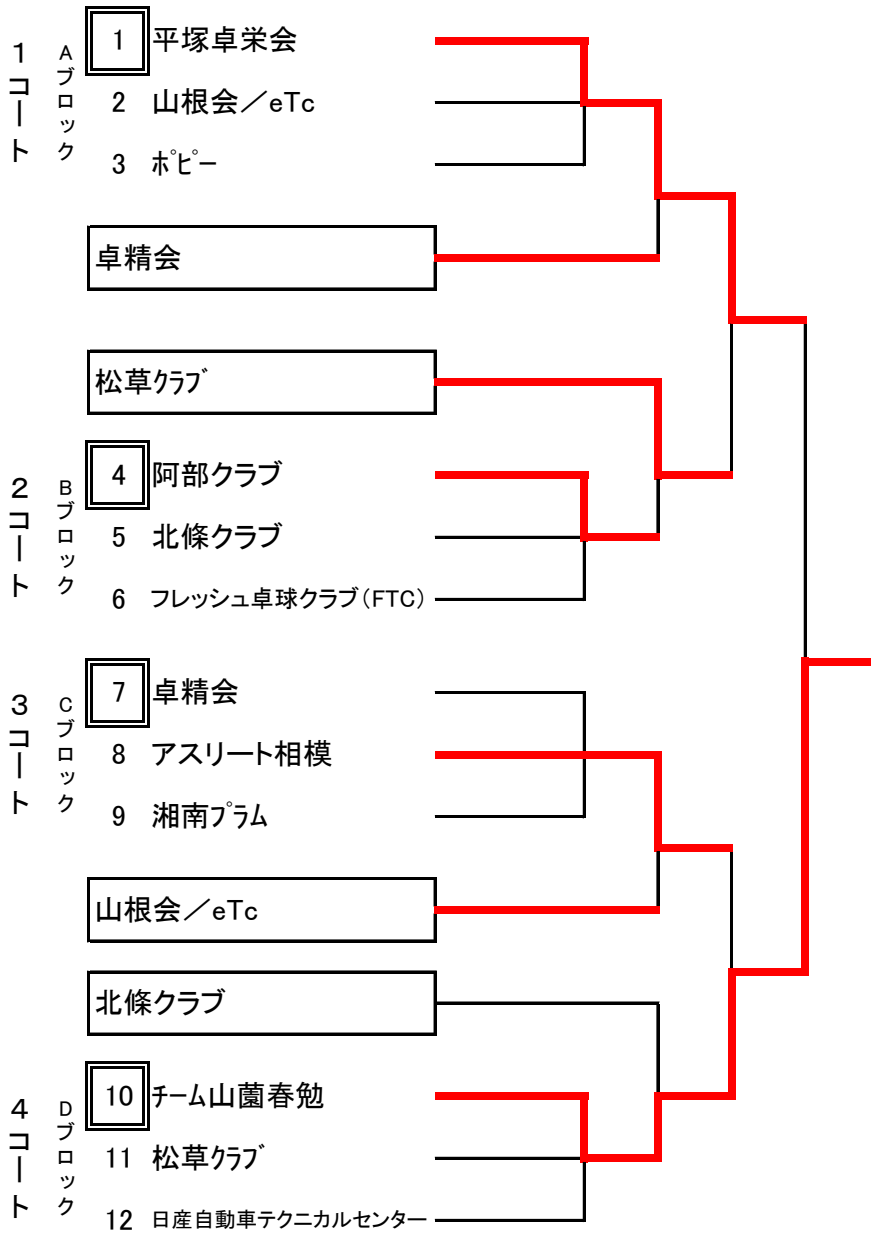 1コート
Aブロック
1 平塚卓栄会
2 山根会／eTc
3 ﾎﾟﾋﾟｰ
卓精会
松草ｸﾗﾌﾞ
2コート
Bブロック
4 阿部クラブ
5 北條クラブ
6 フレッシュ卓球クラブ（FTC）
3コート
Cブロック
7 卓精会
8 アスリート相模
9 湘南ﾌﾟﾗﾑ
山根会／eTc
北條クラブ
4コート
Dブロック
10 ﾁｰﾑ山薗春勉
11 松草ｸﾗﾌﾞ
12 日産自動車テクニカルセンター